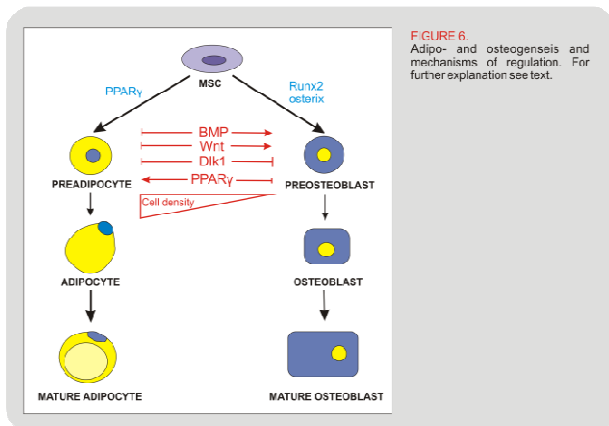 FIGURE 6.
Adipo- and osteogenseis and
mechanisms of regulation. For
further explanation see text.
MSC
PPARγ
Runx2
osterix
BMP
Wnt
Dlk1
PPARγ
Cell density
PREADIPOCYTE
PREOSTEOBLAST
ADIPOCYTE
OSTEOBLAST
MATURE ADIPOCYTE
MATURE OSTEOBLAST